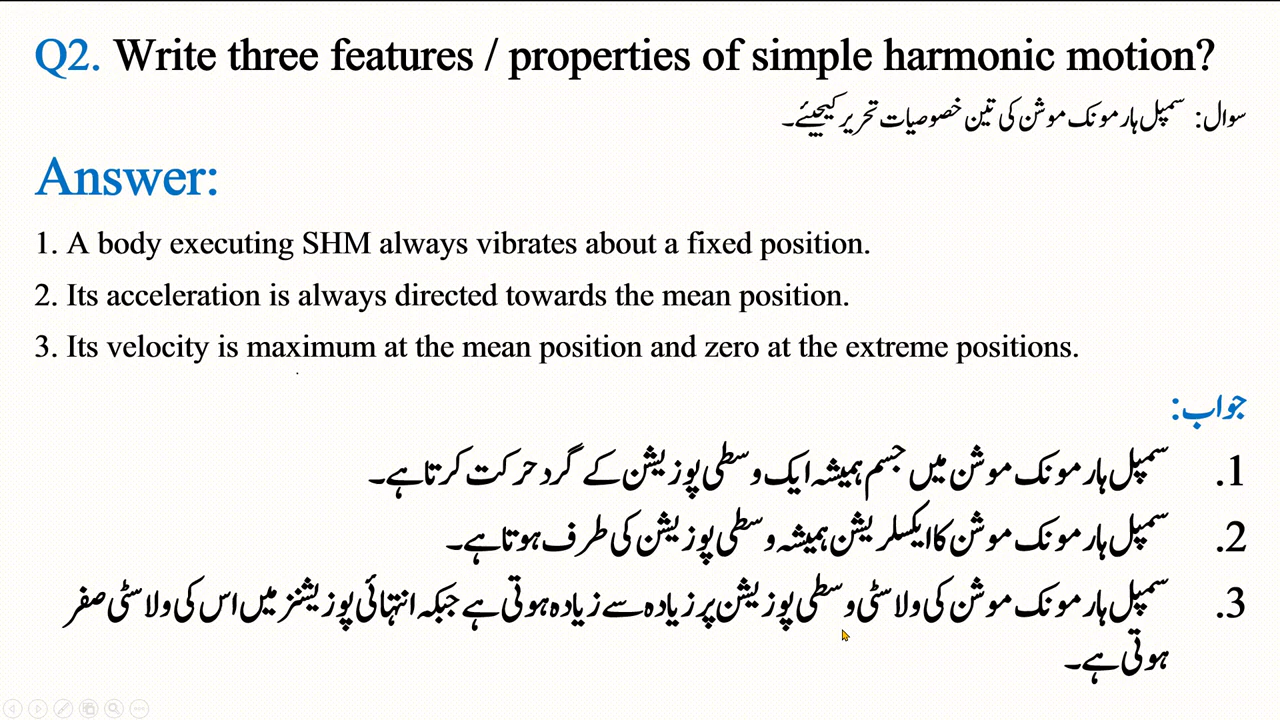 Q2. Write three features / properties of simple harmonic motion?
سوال: سمپل ہارمونک موشن کی تین خصوصیات تحریر کیجیئے۔
Answer:
1. A body executing SHM always vibrates about a fixed position.
2. Its acceleration is always directed towards the mean position.
3. Its velocity is maximum at the mean position and zero at the extreme positions.
جواب:
1. سمپل ہارمونک موشن میں جسم ہمیشہ ایک وسطی پوزیشن کے گرد حرکت کرتا ہے۔
2. سمپل ہارمونک موشن کا ایکسلریشن ہمیشہ وسطی پوزیشن کی طرف ہوتا ہے۔
3. سمپل ہارمونک موشن کی ولاسٹی وسطی پوزیشن پر زیادہ سے زیادہ ہوتی ہے جبکہ انتہائی پوزیشنز میں اس کی ولاسٹی صفر
ہوتی ہے۔